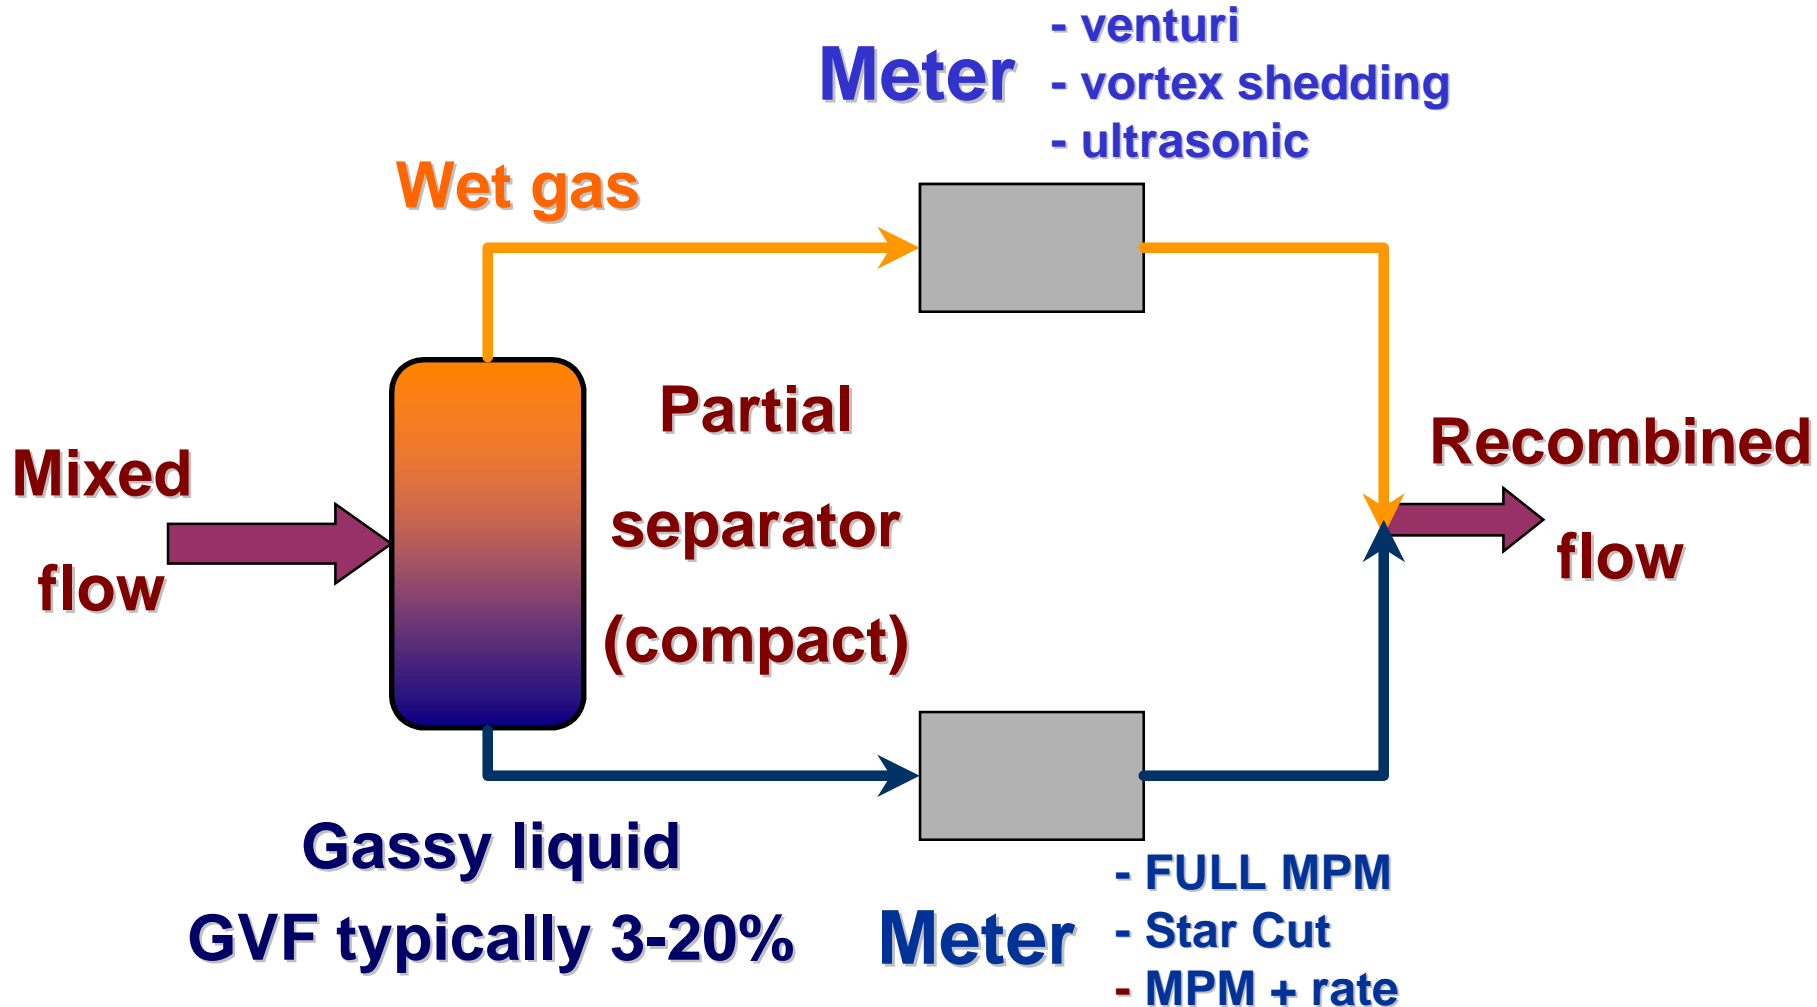 Meter
- venturi
- vortex shedding
- ultrasonic
Wet gas
Mixed
flow
Partial
separator
(compact)
Recombined
flow
Gassy liquid
GVF typically 3-20%
Meter
- FULL MPM
- Star Cut
- MPM + rate